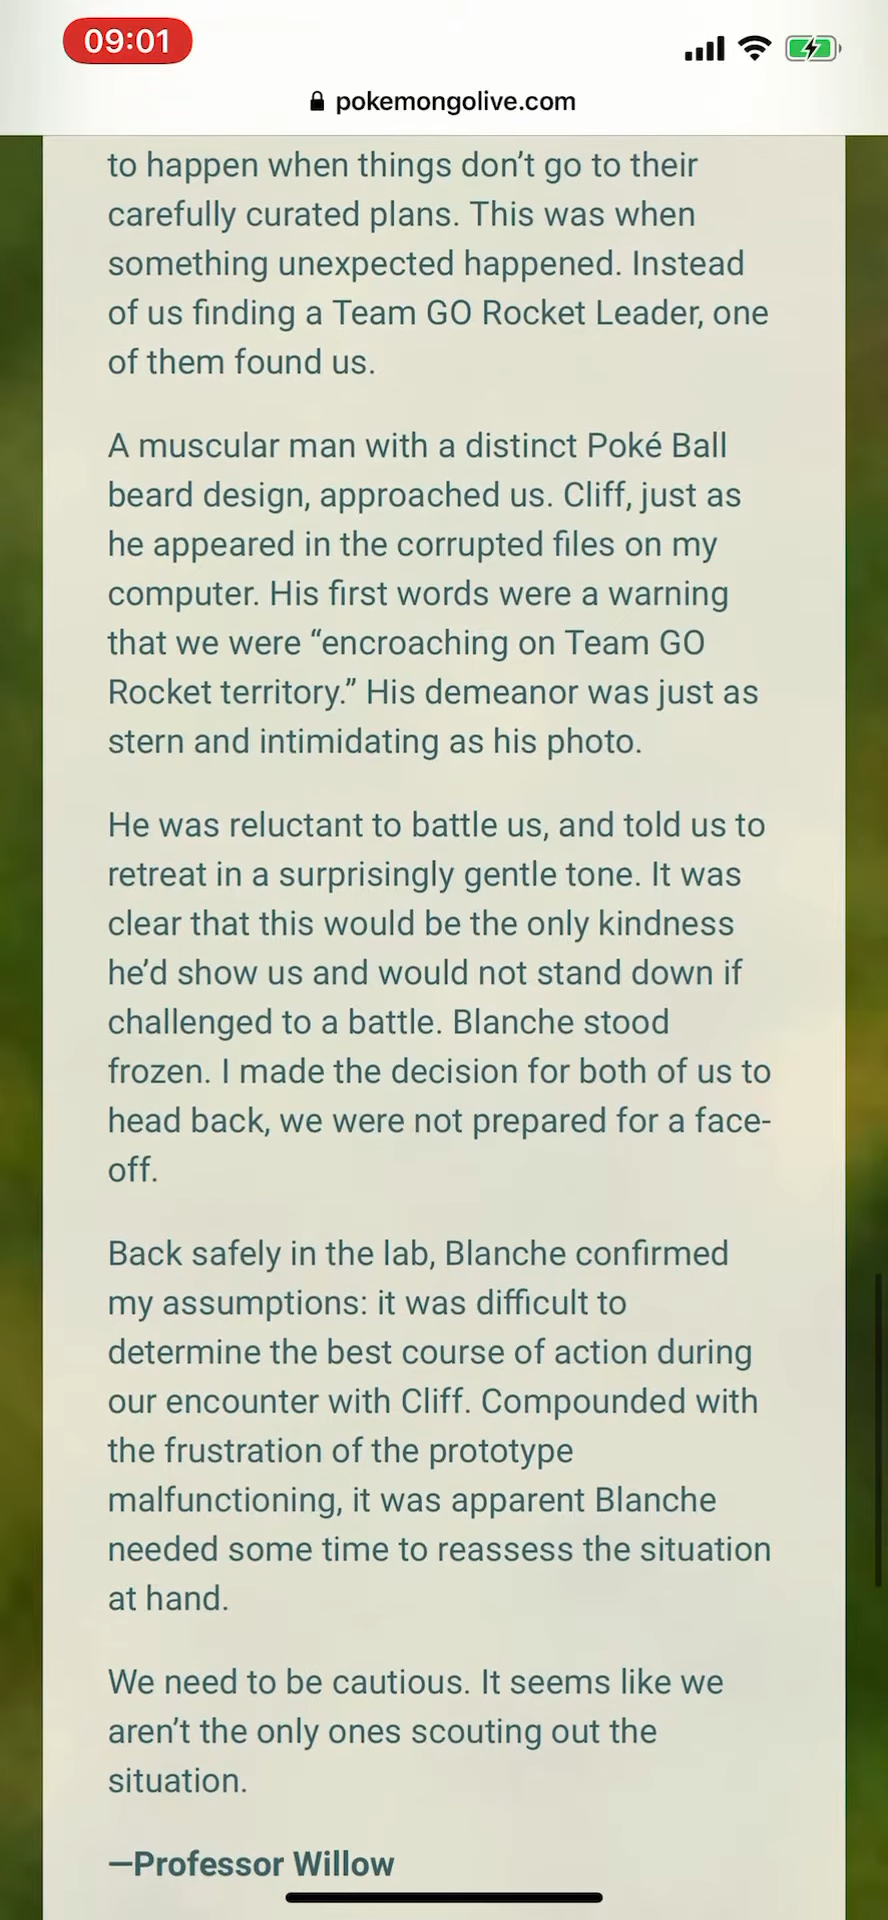 09:01
pokemongolive.com
to happen when things don’t go to their
carefully curated plans. This was when
something unexpected happened. Instead
of us finding a Team GO Rocket Leader, one
of them found us.
A muscular man with a distinct Poké Ball
beard design, approached us. Cliff, just as
he appeared in the corrupted files on my
computer. His first words were a warning
that we were “encroaching on Team GO
Rocket territory.” His demeanor was just as
stern and intimidating as his photo.
He was reluctant to battle us, and told us to
retreat in a surprisingly gentle tone. It was
clear that this would be the only kindness
he’d show us and would not stand down if
challenged to a battle. Blanche stood
frozen. I made the decision for both of us to
head back, we were not prepared for a face-
off.
Back safely in the lab, Blanche confirmed
my assumptions: it was difficult to
determine the best course of action during
our encounter with Cliff. Compounded with
the frustration of the prototype
malfunctioning, it was apparent Blanche
needed some time to reassess the situation
at hand.
We need to be cautious. It seems like we
aren’t the only ones scouting out the
situation.
—Professor Willow